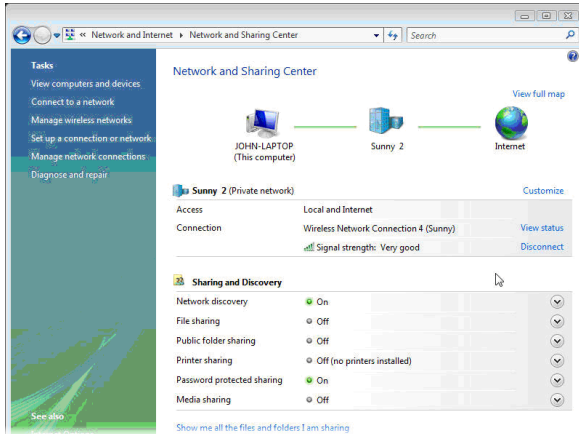 « Network and Internet ▸ Network and Sharing Center
Search
Tasks
View computers and devices
Connect to a network
Manage wireless networks
Set up a connection or network
Manage network connections
Diagnose and repair
See also
Network and Sharing Center
View full map
JOHN-LAPTOP
(This computer)
Sunny 2
Internet
Sunny 2 (Private network)
Customize
Access Local and Internet
Connection Wireless Network Connection 4 (Sunny) View status
Signal strength: Very good Disconnect
Sharing and Discovery
Network discovery On
File sharing Off
Public folder sharing Off
Printer sharing Off (no printers installed)
Password protected sharing On
Media sharing Off
Show me all the files and folders I am sharing